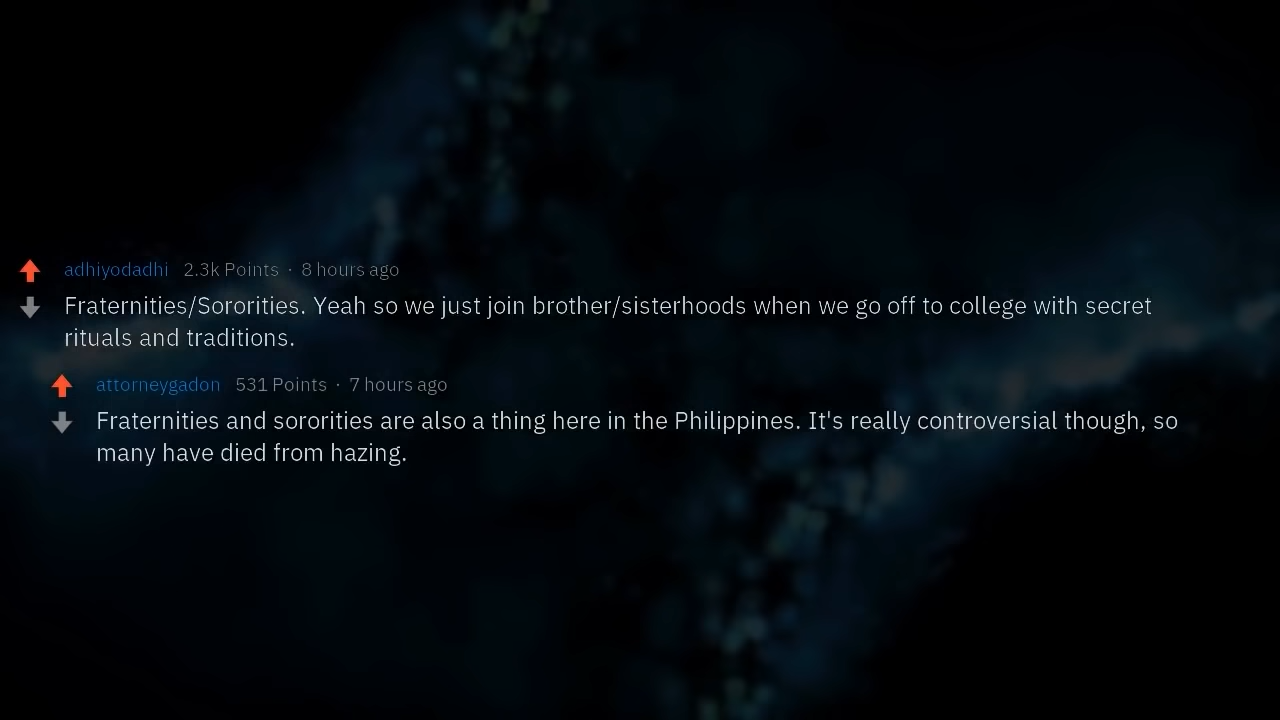 adhiyodadhi 2.3k Points · 8 hours ago
Fraternities/Sororities. Yeah so we just join brother/sisterhoods when we go off to college with secret
rituals and traditions.
attorneygadon 531 Points · 7 hours ago
Fraternities and sororities are also a thing here in the Philippines. It's really controversial though, so
many have died from hazing.